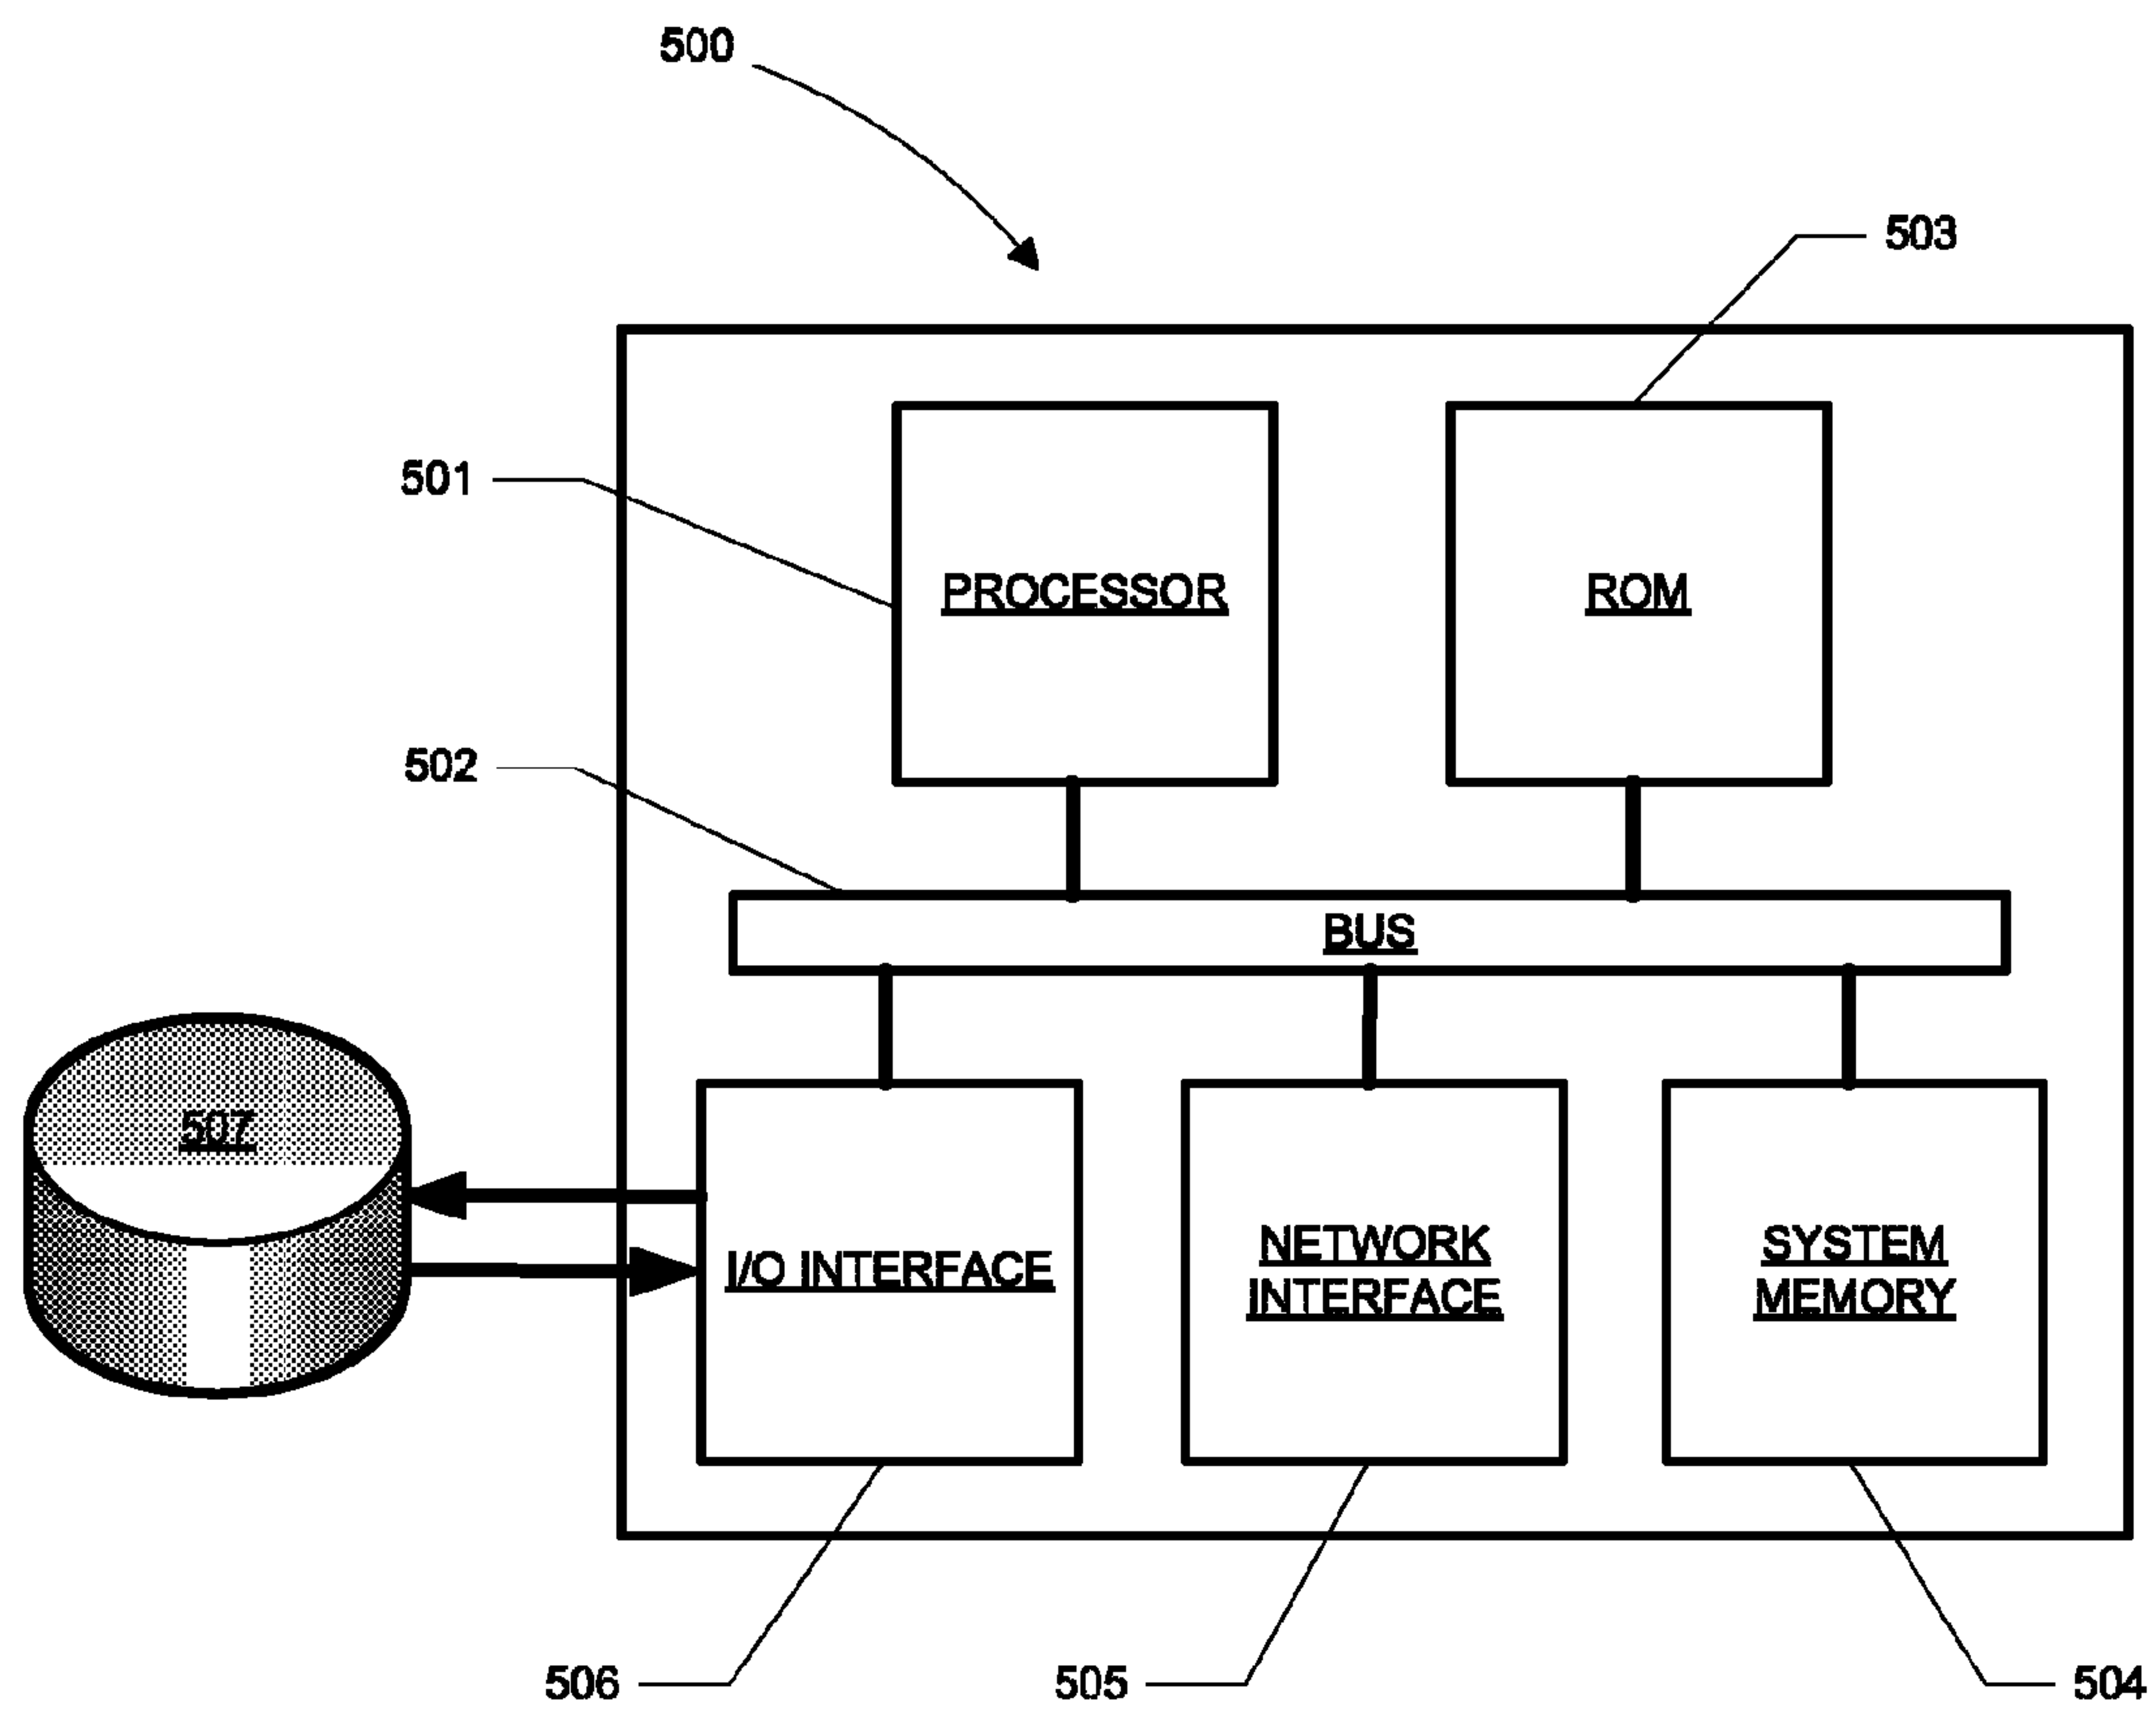 500
503
501
PROCESSOR
ROM
502
BUS
507
I/O INTERFACE
NETWORK
INTERFACE
SYSTEM
MEMORY
506
505
504